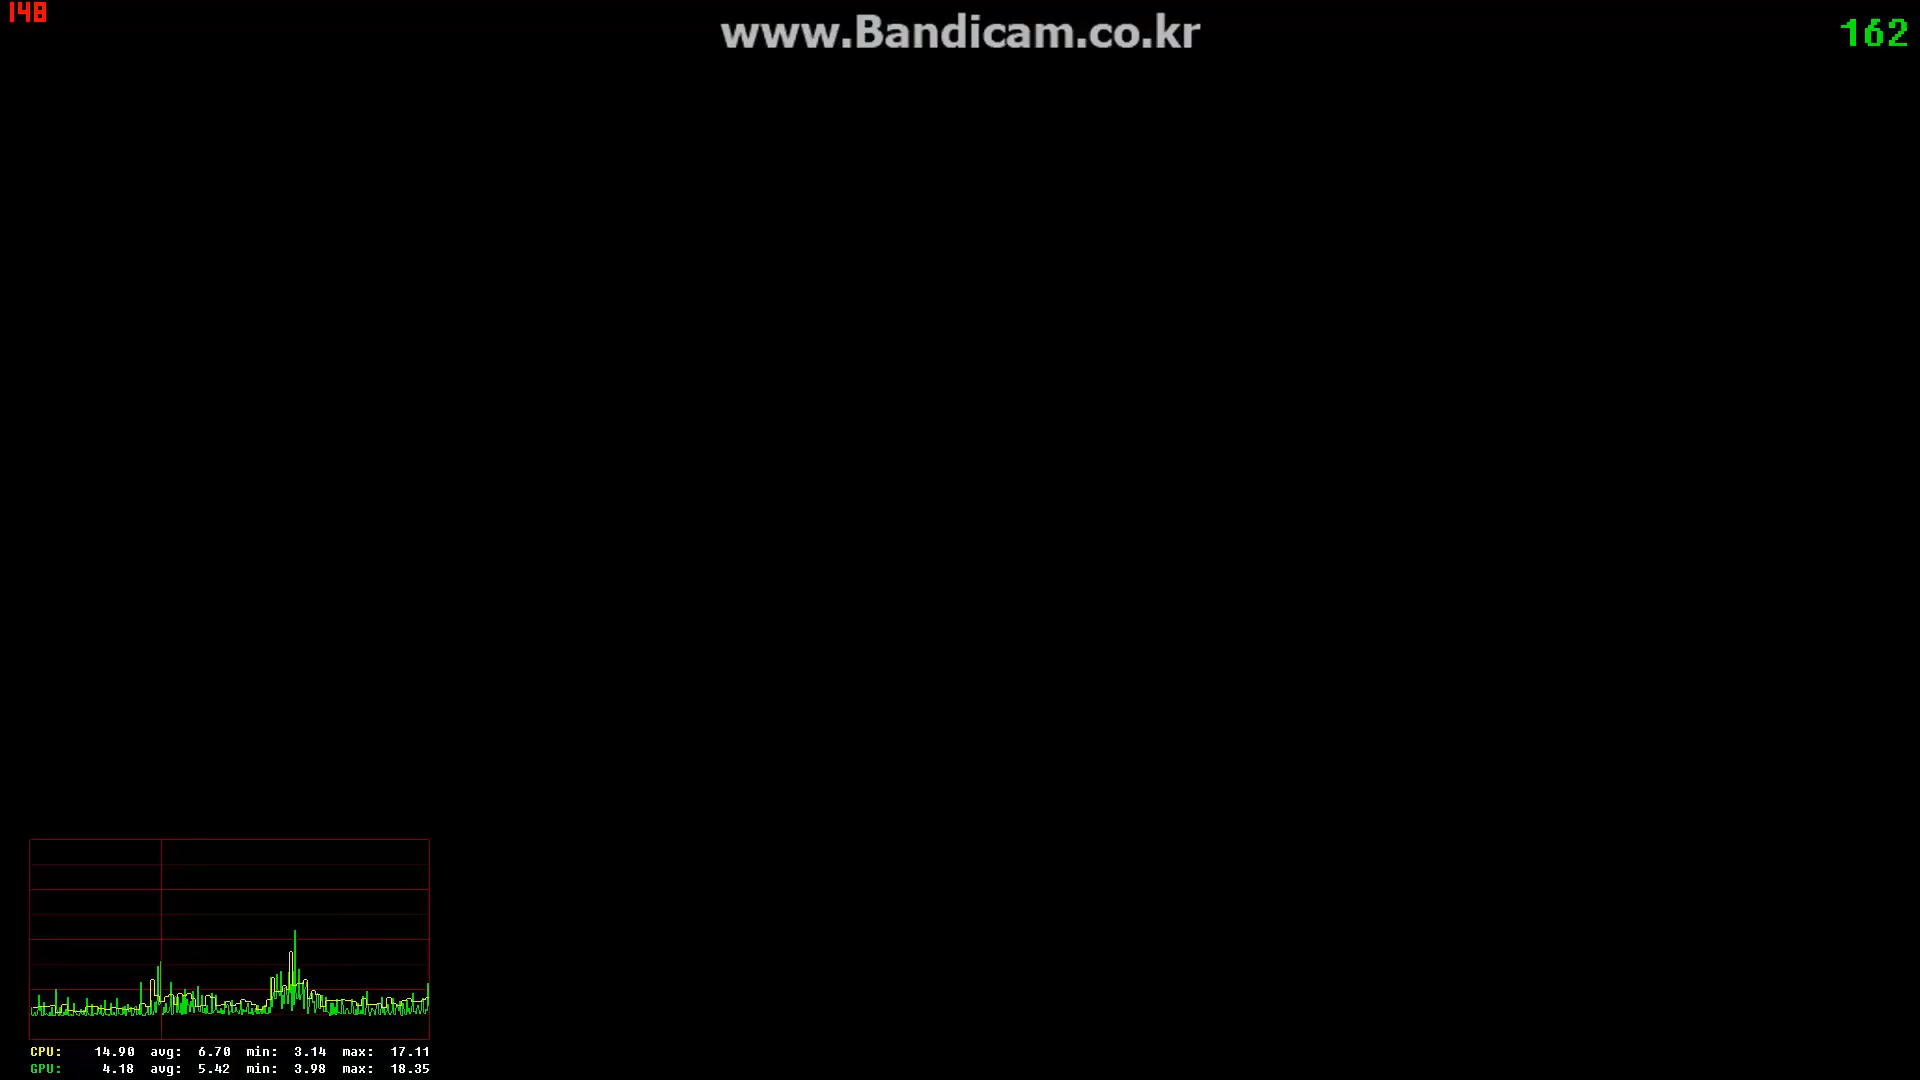 148
www.Bandicam.co.kr
162
CPU: 14.90 avg: 6.70 min: 3.14 max: 17.11
GPU: 4.18 avg: 5.42 min: 3.98 max: 18.35